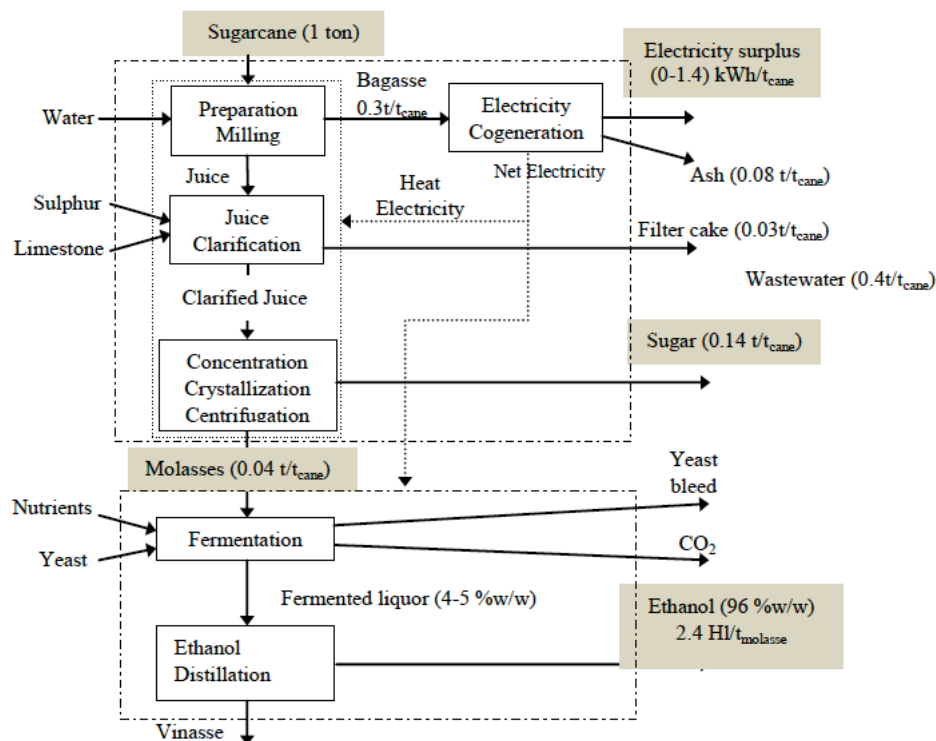 Sugarcane (1 ton)
Electricity surplus
(0-1.4) kWh/tcane
Bagasse
0.3t/tcane
Water
Preparation
Milling
Electricity
Cogeneration
Juice
Net Electricity
Ash (0.08 t/tcane)
Heat
Electricity
Sulphur
Limestone
Juice
Clarification
Filter cake (0.03t/tcane)
Wastewater (0.4t/tcane)
Clarified Juice
Concentration
Crystallization
Centrifugation
Sugar (0.14 t/tcane)
Molasses (0.04 t/tcane)
Yeast
bleed
Nutrients
Fermentation
Yeast
CO2
Fermented liquor (4-5 %w/w)
Ethanol (96 %w/w)
2.4 Hl/tmolasse
Ethanol
Distillation
Vinasse